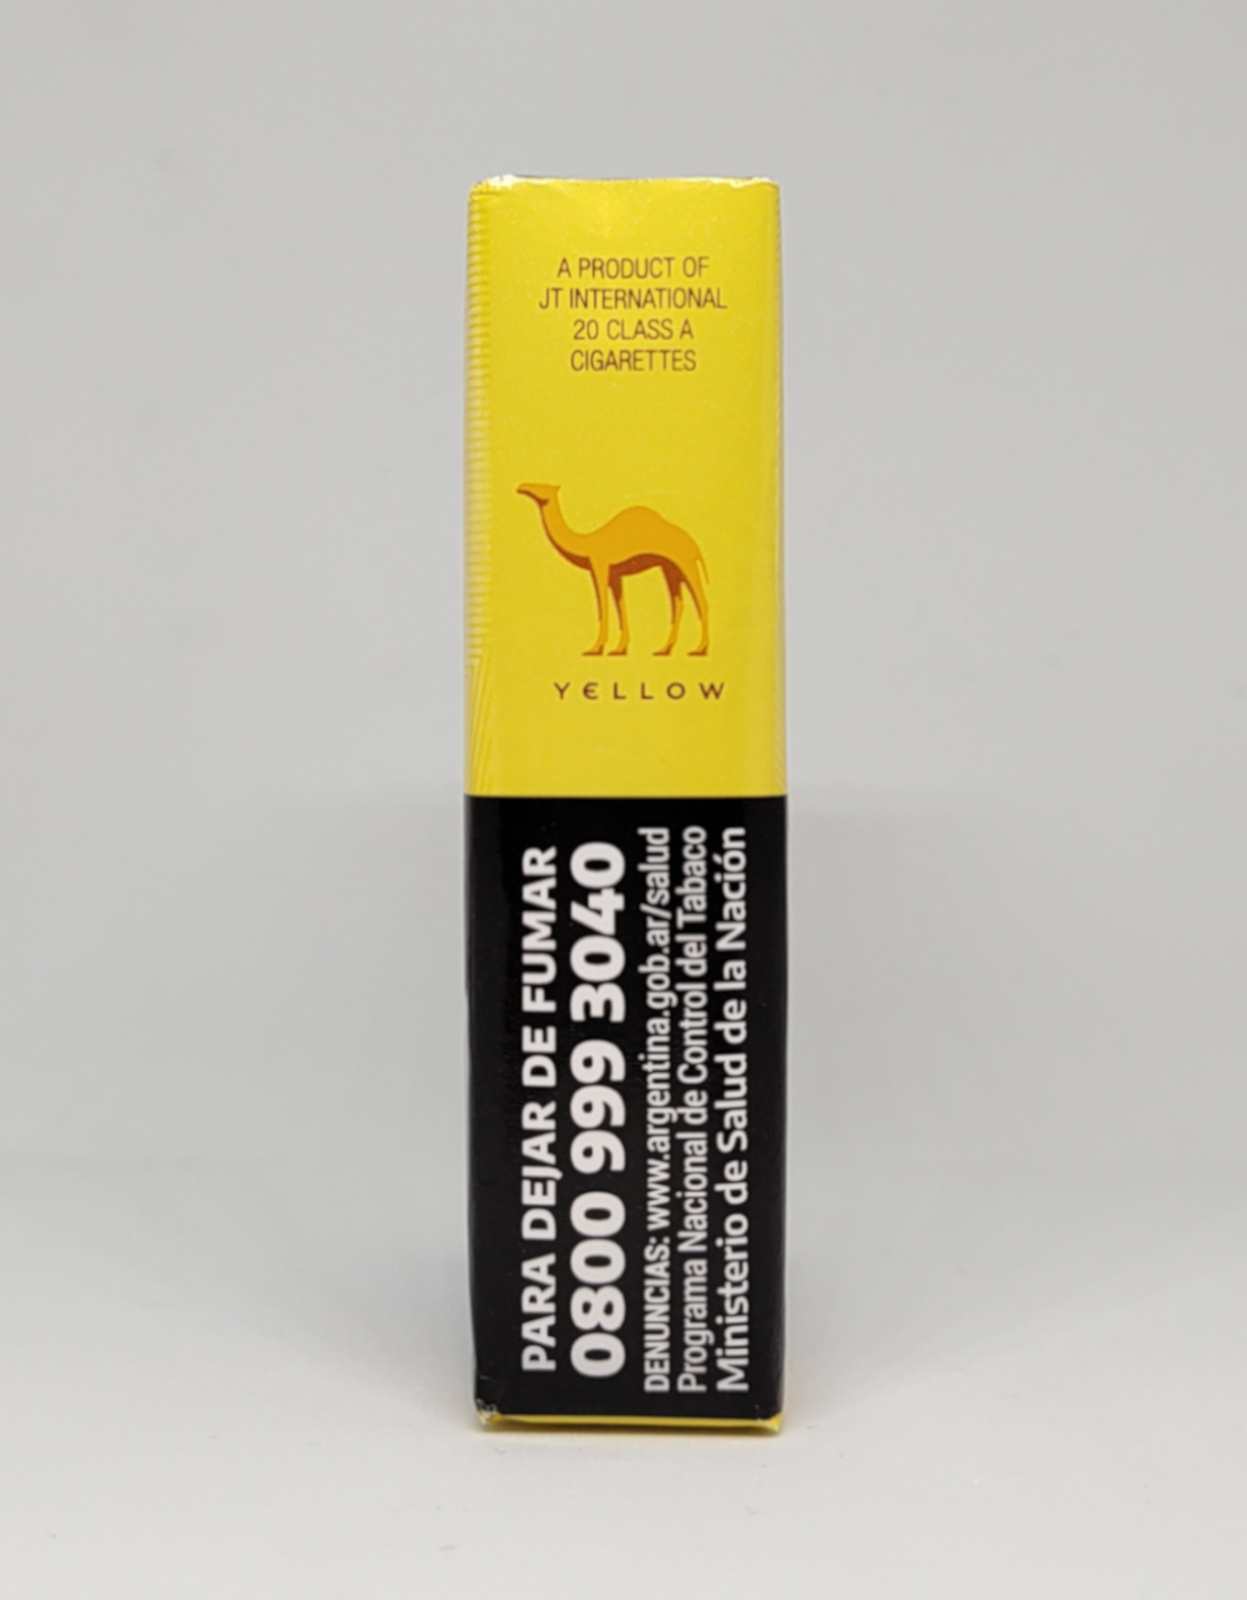 A PRODUCT OF
JT INTERNATIONAL
20 CLASS A
CIGARETTES
YELLOW
PARA DEJAR DE FUMAR
0800 999 3040
DENUNCIAS: www.argentina.gob.ar/salud
Programa Nacional de Control del Tabaco
Ministerio de Salud de la Nación